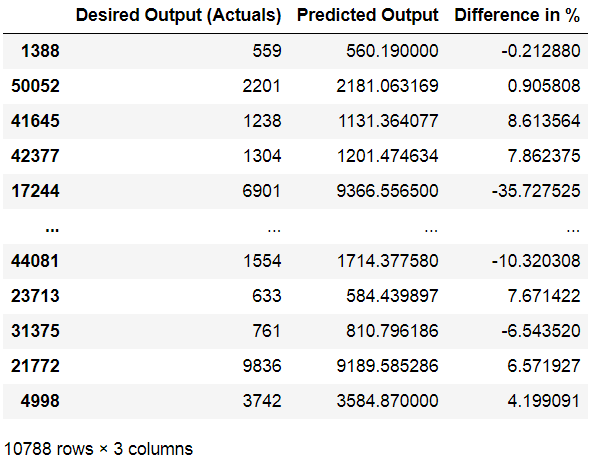 Desired Output (Actuals) Predicted Output Difference in %
1388 559 560.190000 -0.212880
50052 2201 2181.063169 0.905808
41645 1238 1131.364077 8.613564
42377 1304 1201.474634 7.862375
17244 6901 9366.556500 -35.727525
... ... ... ...
44081 1554 1714.377580 -10.320308
23713 633 584.439897 7.671422
31375 761 810.796186 -6.543520
21772 9836 9189.585286 6.571927
4998 3742 3584.870000 4.199091
10788 rows × 3 columns